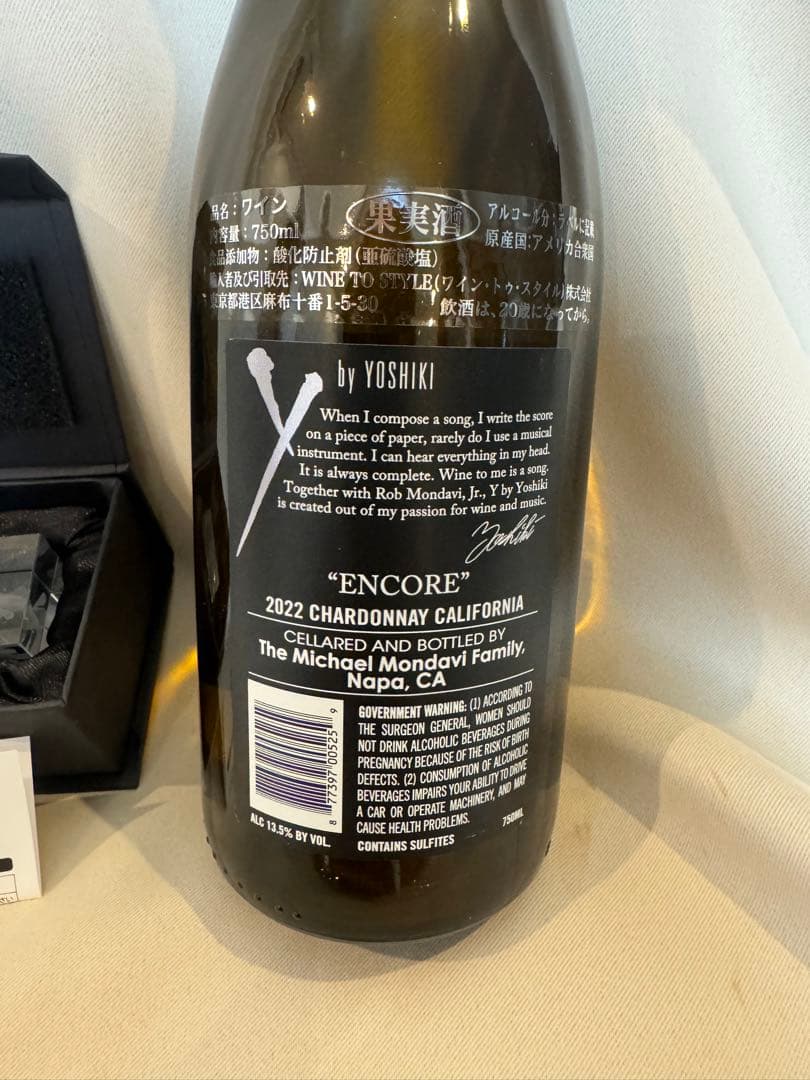 品名：ワイン
果実酒
アルコール分：ラベルに記載
内容量：750ml
原産国：アメリカ合衆国
食品添加物：酸化防止剤(亜硫酸塩)
輸入者及び引取先：WINE TO STYLE(ワイン・トゥ・スタイル)株式会社
東京都港区麻布十番1-5-30
飲酒は、20歳になってから。
Y by YOSHIKI
When I compose a song, I write the score
on a piece of paper, rarely do I use a musical
instrument. I can hear everything in my head.
It is always complete. Wine to me is a song.
Together with Rob Mondavi, Jr., Y by Yoshiki
is created out of my passion for wine and music.
Yoshiki
“ENCORE”
2022 CHARDONNAY CALIFORNIA
CELLARED AND BOTTLED BY
The Michael Mondavi Family,
Napa, CA
GOVERNMENT WARNING: (1) ACCORDING TO
THE SURGEON GENERAL, WOMEN SHOULD
NOT DRINK ALCOHOLIC BEVERAGES DURING
PREGNANCY BECAUSE OF THE RISK OF BIRTH
DEFECTS. (2) CONSUMPTION OF ALCOHOLIC
BEVERAGES IMPAIRS YOUR ABILITY TO DRIVE
A CAR OR OPERATE MACHINERY, AND MAY
CAUSE HEALTH PROBLEMS.
750ML
CONTAINS SULFITES
8 77397 00525 9
ALC 13.5% BY VOL.